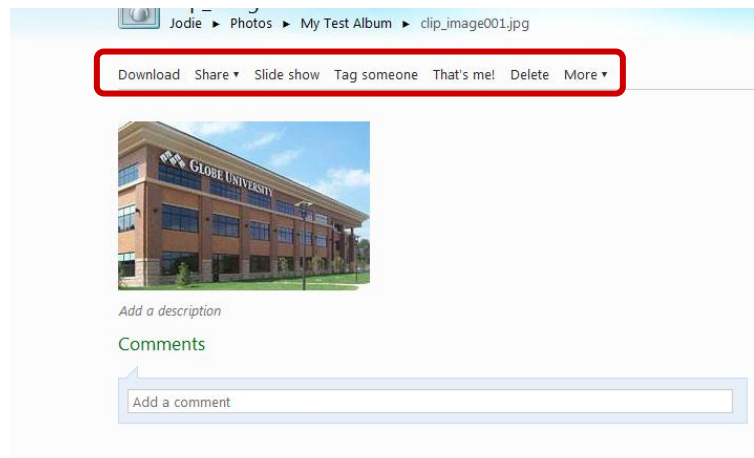 Jodie ► Photos ► My Test Album ► clip_image001.jpg
Download Share ▾ Slide show Tag someone That's me! Delete More ▾
GLOBE UNIVERSITY
Add a description
Comments
Add a comment